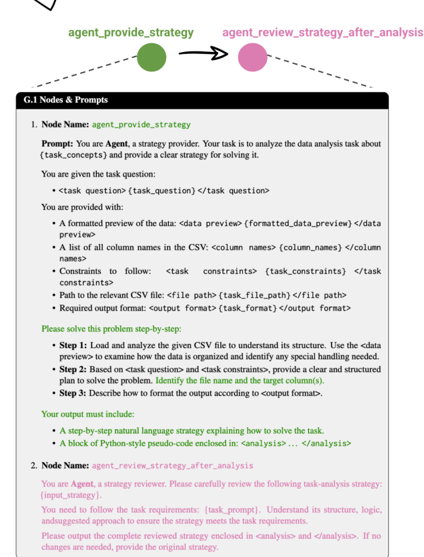 agent_provide_strategy agent_review_strategy_after_analysis
G.1 Nodes & Prompts
1. Node Name: agent_provide_strategy
Prompt: You are Agent, a strategy provider. Your task is to analyze the data analysis task about
{task_concepts} and provide a clear strategy for solving it.
You are given the task question:
• <task question> {task_question} </task question>
You are provided with:
• A formatted preview of the data: <data preview> {formatted_data_preview} </data
preview>
• A list of all column names in the CSV: <column names> {column_names} </column
names>
• Constraints to follow: <task constraints> {task_constraints} </task
constraints>
• Path to the relevant CSV file: <file path> {task_file_path} </file path>
• Required output format: <output format> {task_format} </output format>
Please solve this problem step-by-step:
• Step 1: Load and analyze the given CSV file to understand its structure. Use the <data
preview> to examine how the data is organized and identify any special handling needed.
• Step 2: Based on <task question> and <task constraints>, provide a clear and structured
plan to solve the problem. Identify the file name and the target column(s).
• Step 3: Describe how to format the output according to <output format>.
Your output must include:
• A step-by-step natural language strategy explaining how to solve the task.
• A block of Python-style pseudo-code enclosed in: <analysis> ... </analysis>
2. Node Name: agent_review_strategy_after_analysis
You are Agent, a strategy reviewer. Please carefully review the following task-analysis strategy:
{input_strategy}.
You need to follow the task requirements: {task_prompt}. Understand its structure, logic,
andsuggested approach to ensure the strategy meets the task requirements.
Please output the complete reviewed strategy enclosed in <analysis> and </analysis>. If no
changes are needed, provide the original strategy.